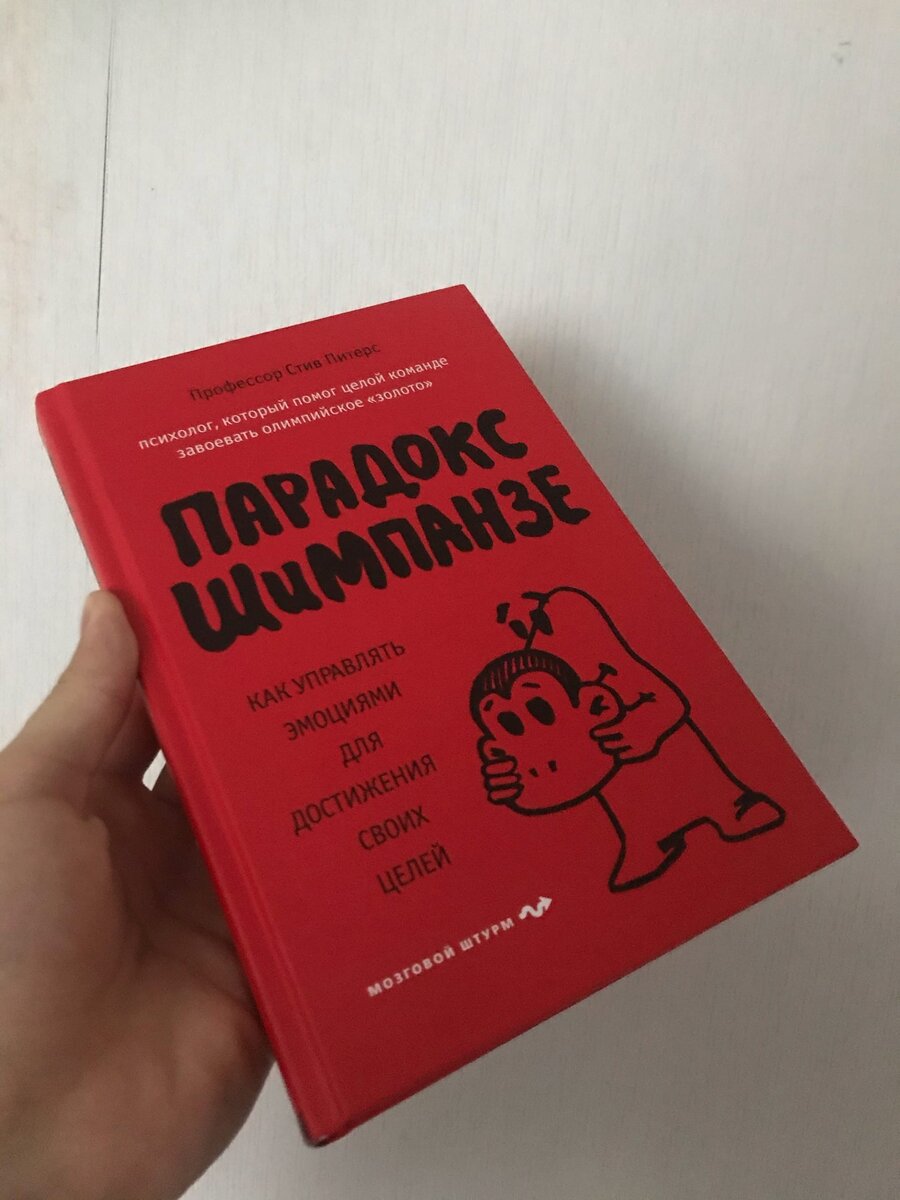 Профессор Стив Питерс
психолог, который помог целой команде
завоевать олимпийское «золото»
ПАРАДОКС
ШиМПАНЗЕ
КАК УПРАВЛЯТЬ
ЭМОЦИЯМИ
ДЛЯ
ДОСТИЖЕНИЯ
СВОИХ
ЦЕЛЕЙ
МОЗГОВОЙ ШТУРМ